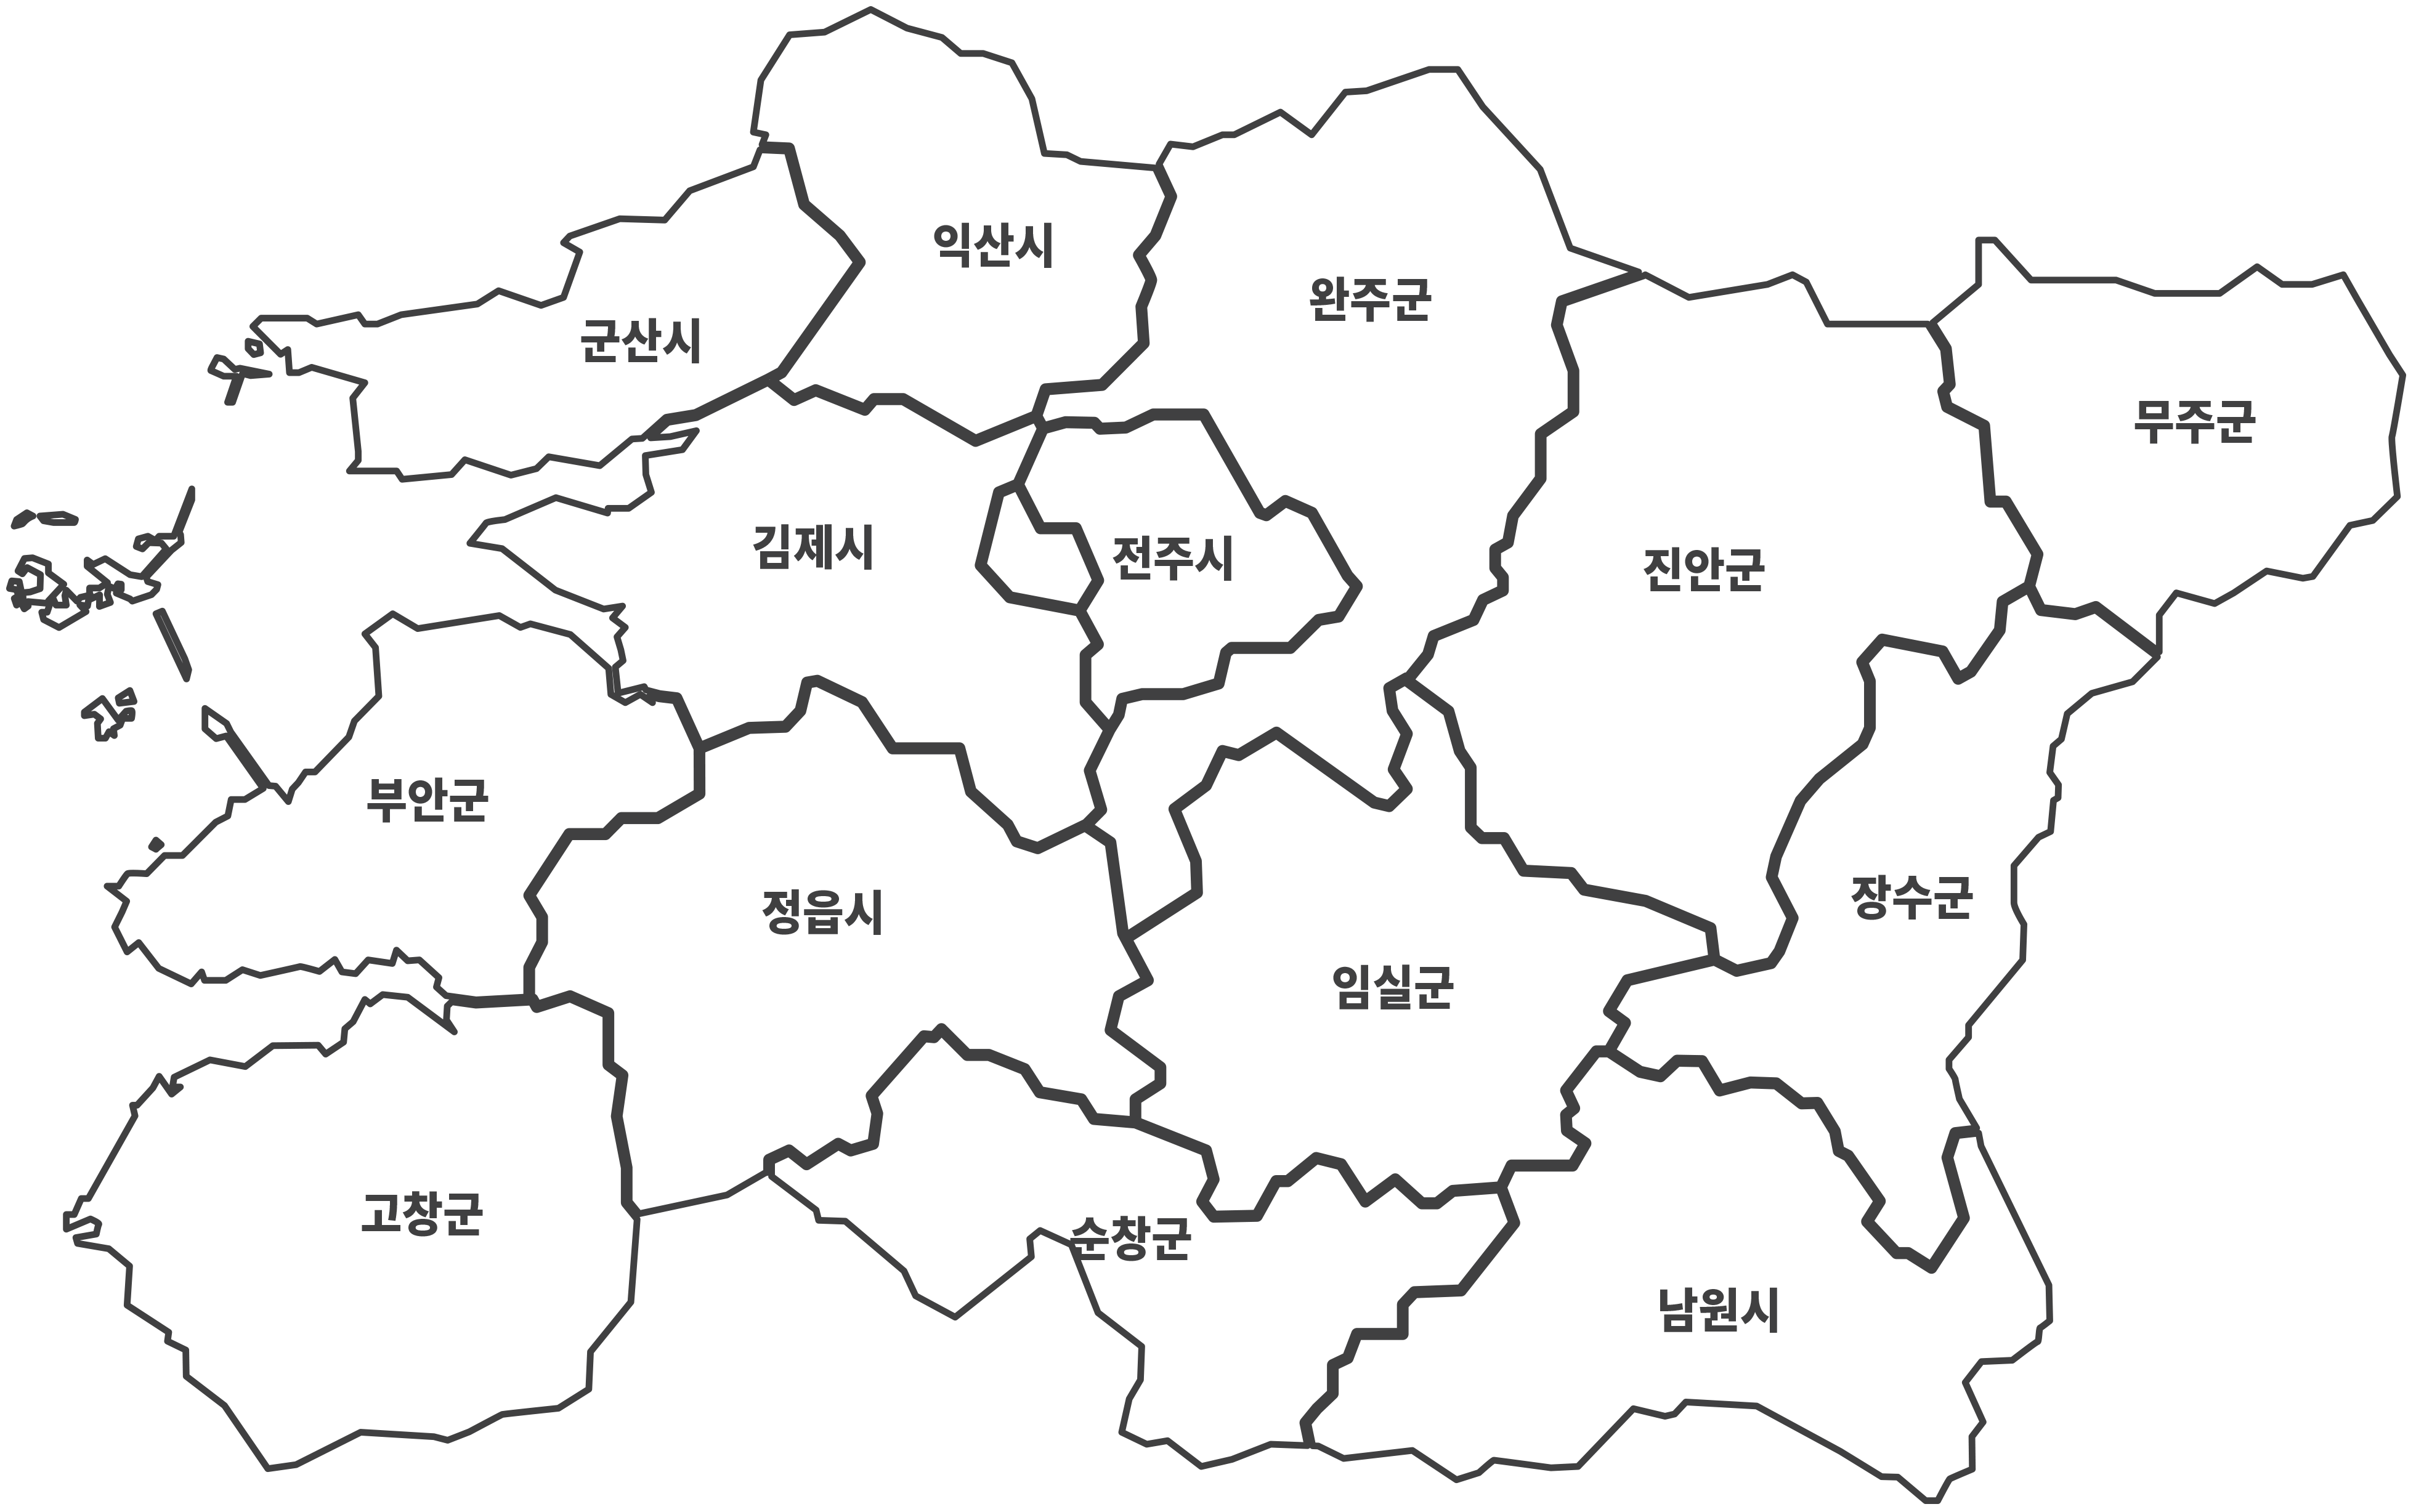 익산시
완주군
군산시
무주군
김제시
전주시
진안군
부안군
정읍시
장수군
임실군
고창군
순창군
남원시